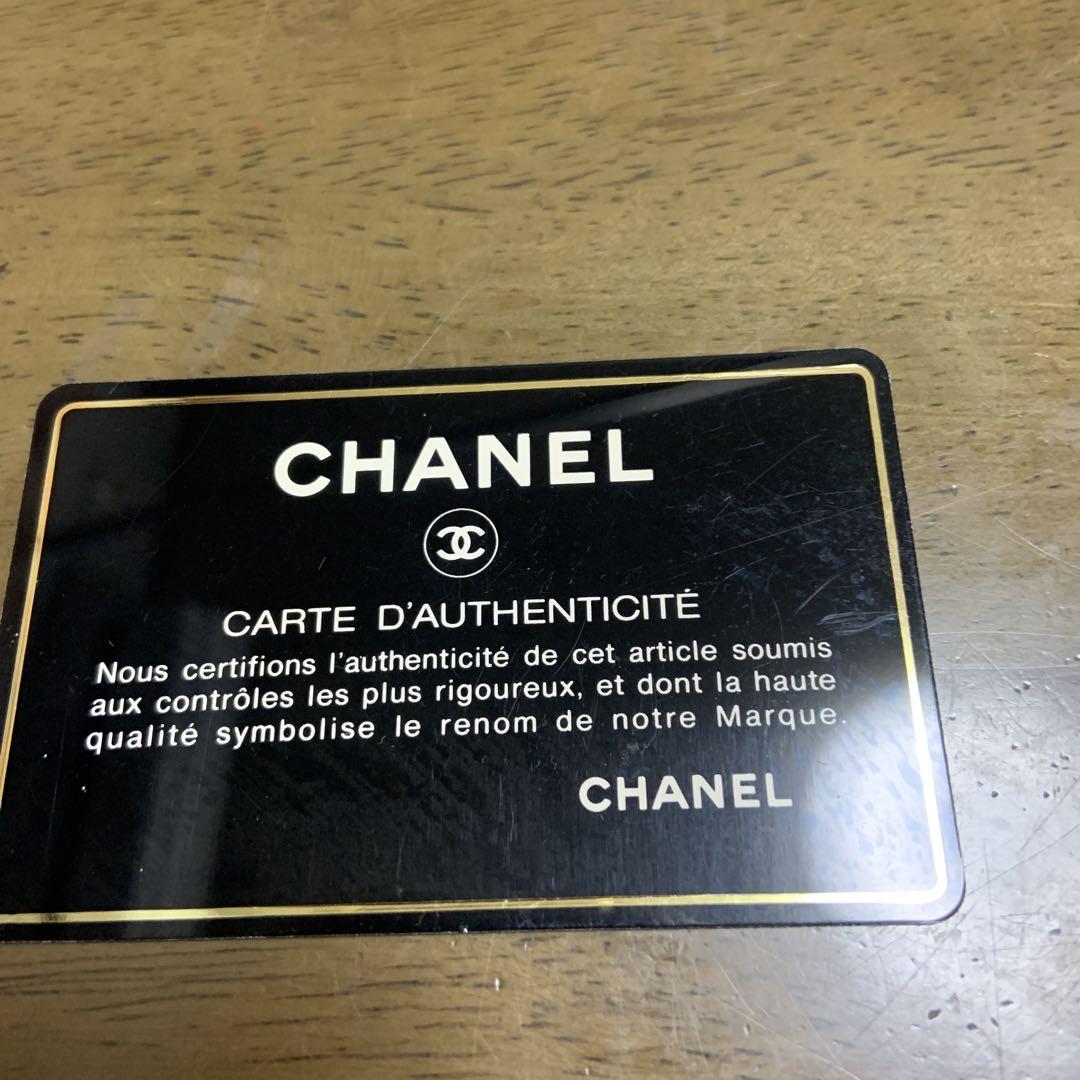 CHANEL
CARTE D'AUTHENTICITÉ
Nous certifions l'authenticité de cet article soumis
aux contrôles les plus rigoureux, et dont la haute
qualité symbolise le renom de notre Marque.
CHANEL